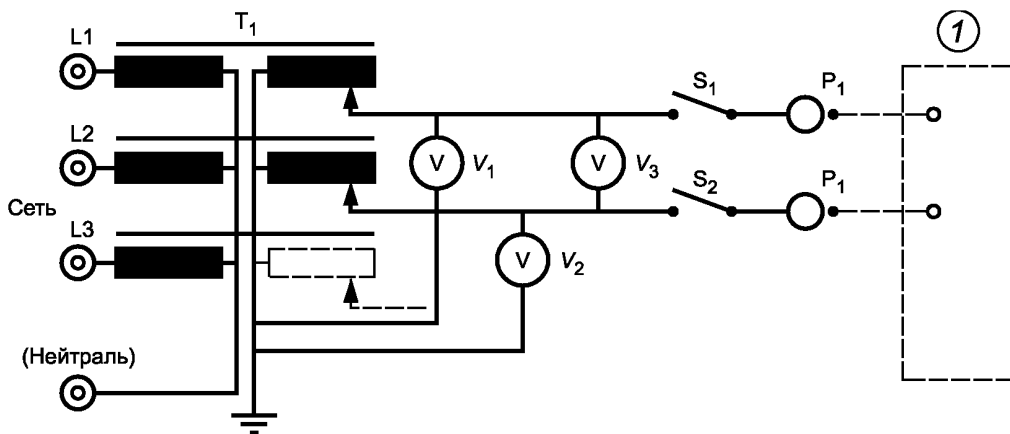 T1
L1
L2
L3
Сеть
(Нейтраль)
V V1
V V3
V V2
S1
P1
S2
P1
1